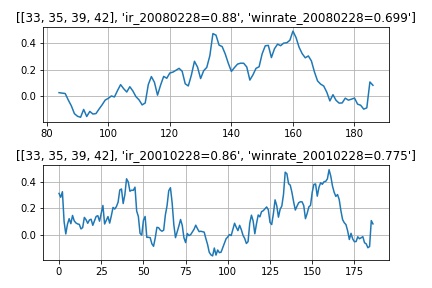 [[33, 35, 39, 42], 'ir_20080228=0.88', 'winrate_20080228=0.699']
0.4
0.2
0.0
80 100 120 140 160 180
[[33, 35, 39, 42], 'ir_20010228=0.86', 'winrate_20010228=0.775']
0.4
0.2
0.0
0 25 50 75 100 125 150 175